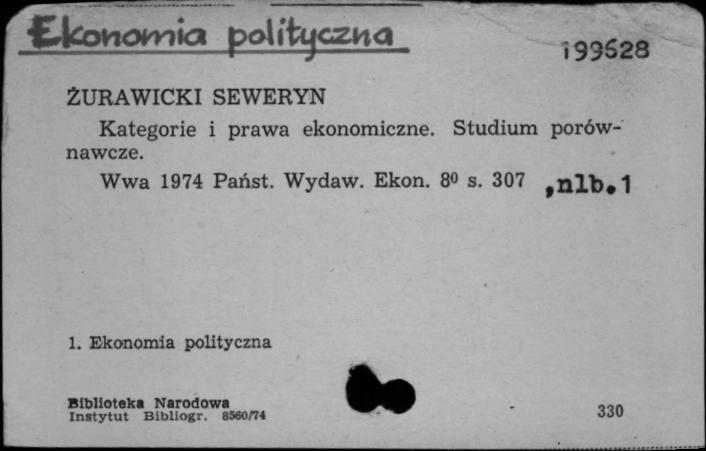 Ekonomia polityczna
199628
ŻURAWICKI SEWERYN
Kategorie i prawa ekonomiczne. Studium porów-
nawcze.
Wwa 1974 Państ. Wydaw. Ekon. 8⁰ s. 307 ,nlb.1
1. Ekonomia polityczna
Biblioteka Narodowa
Instytut Bibliogr. 8560/74
330